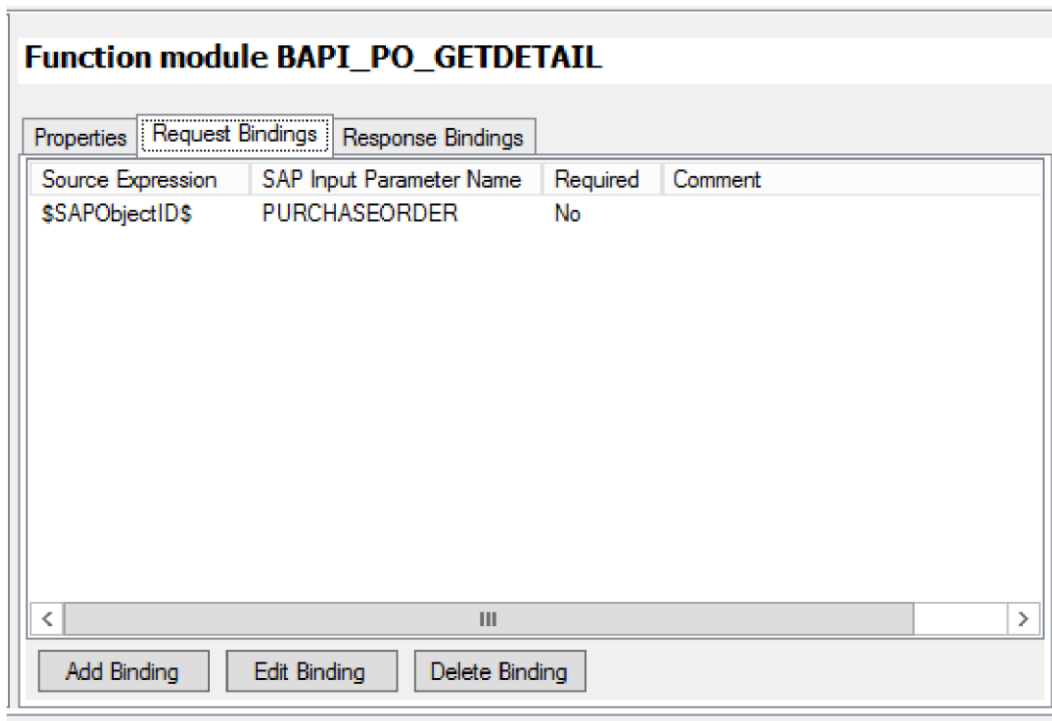 Function module BAPI_PO_GETDETAIL
Properties Request Bindings Response Bindings
Source Expression SAP Input Parameter Name Required Comment
$SAPObjectID$ PURCHASEORDER No
Add Binding Edit Binding Delete Binding